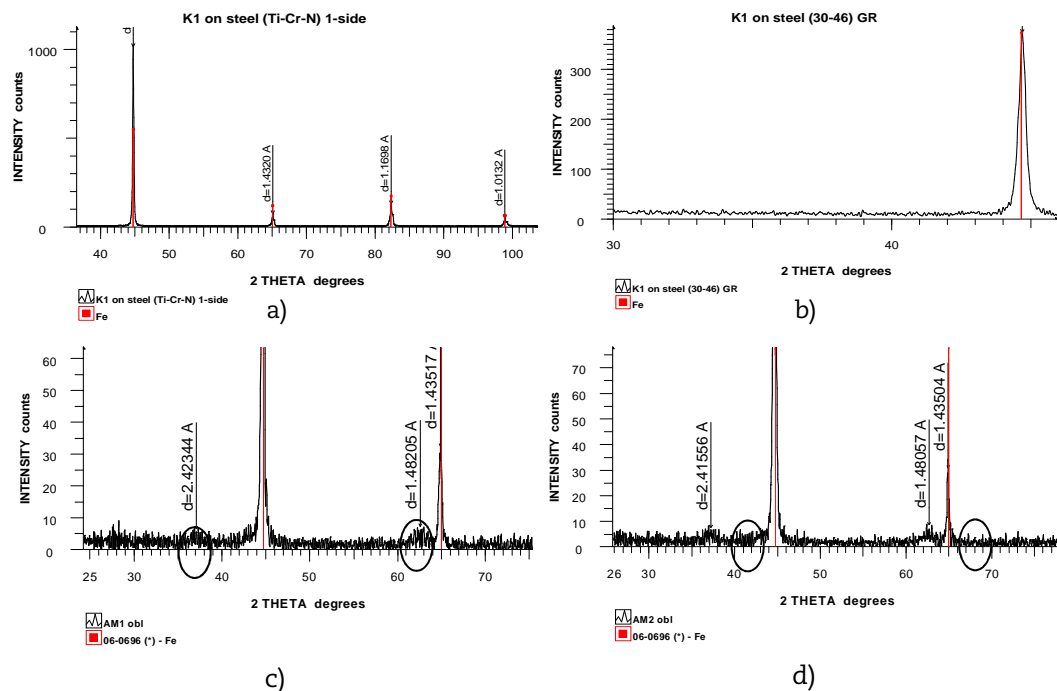 K1 on steel (Ti-Cr-N) 1-side
INTENSITY counts
1000
500
0
d
d=1.4320 A
d=1.1698 A
d=1.0132 A
40 50 60 70 80 90 100
2 THETA degrees
K1 on steel (Ti-Cr-N) 1-side
Fe
a)
K1 on steel (30-46) GR
INTENSITY counts
300
200
100
0
30 40
2 THETA degrees
K1 on steel (30-46) GR
Fe
b)
INTENSITY counts
60
50
40
30
20
10
0
d=2.42344 A
d=1.48205 A
d=1.43517
25 30 40 50 60 70
2 THETA degrees
AM1 obl
06-0696 (*) - Fe
c)
INTENSITY counts
70
60
50
40
30
20
10
0
d=2.41556 A
d=1.48057 A
d=1.43504 A
26 30 40 50 60 70
2 THETA degrees
AM2 obl
06-0696 (*) - Fe
d)